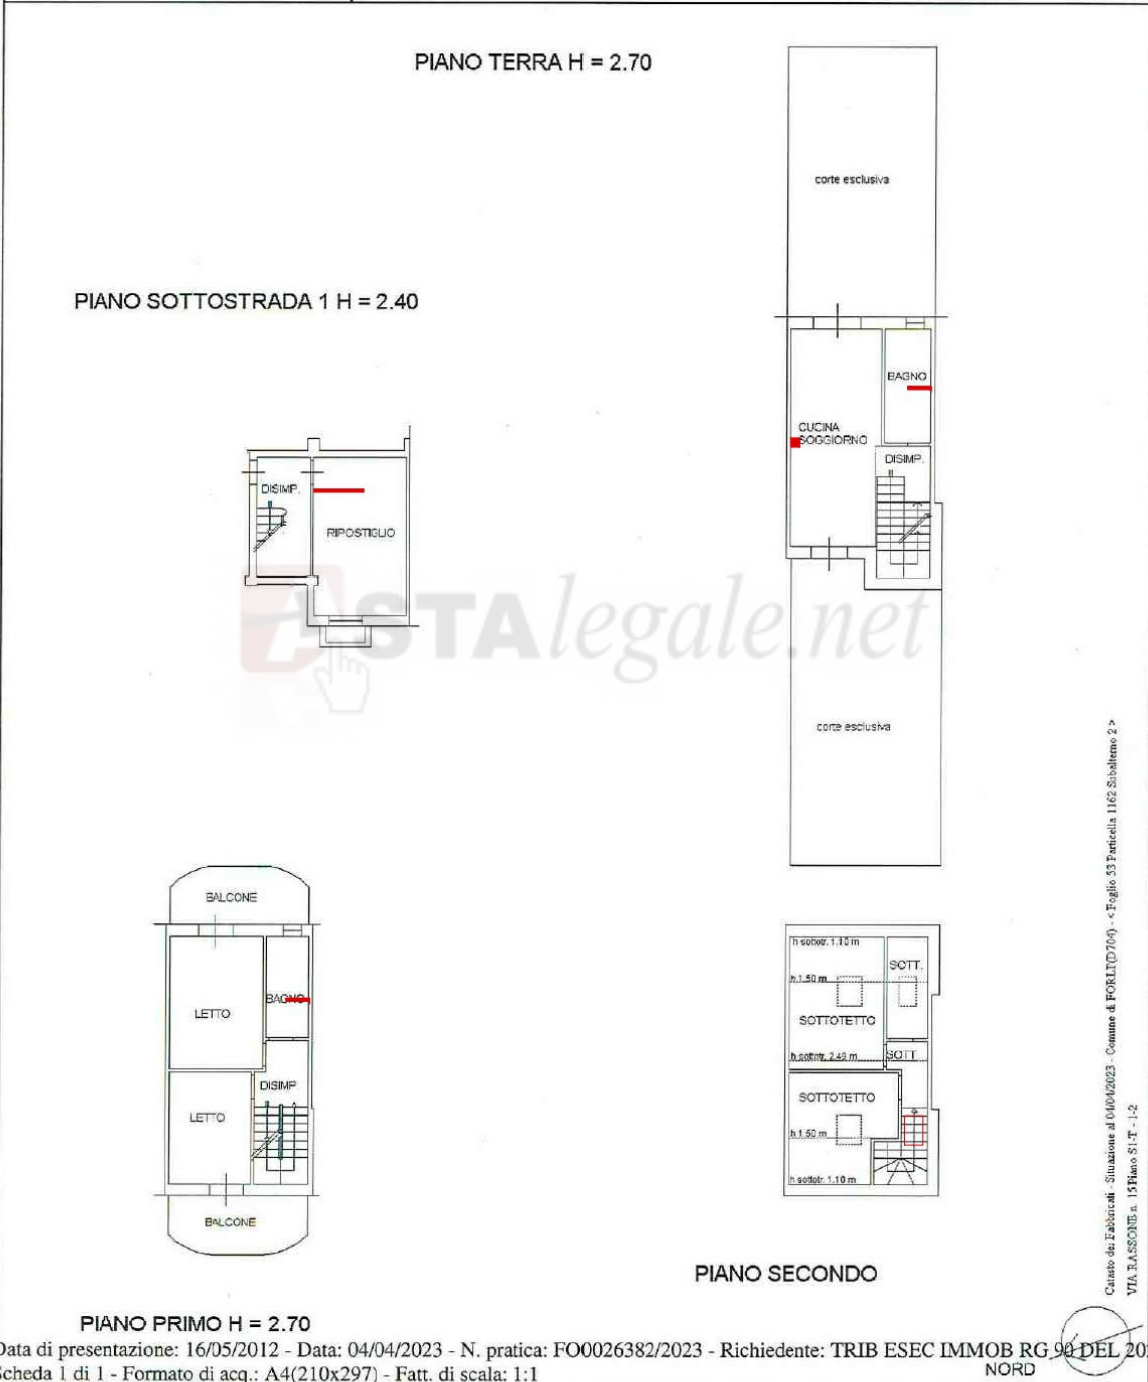 PIANO TERRA H = 2.70
corte esclusiva
PIANO SOTTOSTRADA 1 H = 2.40
BAGNO
CUCINA
SOGGIORNO
DISIMP.
DISIMP.
RIPOSTIGLIO
ASTAlegale.net
corte esclusiva
BALCONE
LETTO
BAGNO
DISIMP
LETTO
BALCONE
h sottotr. 1.10 m
SOTT.
h 1.50 m
SOTTOTETTO
h sottotr. 2.49 m
SOTT
SOTTOTETTO
h 1.50 m
h sottotr. 1.10 m
PIANO SECONDO
PIANO PRIMO H = 2.70
Catasto dei Fabbricati - Situazione al 04/04/2023 - Comune di FORLI'(D704) - < Foglio 53 Particella 1162 Subalterno 2 >
VIA RASSONE n. 15 Piano S1-T - 1-2
Data di presentazione: 16/05/2012 - Data: 04/04/2023 - N. pratica: FO0026382/2023 - Richiedente: TRIB ESEC IMMOB RG 90 DEL 20
NORD
Scheda 1 di 1 - Formato di acq.: A4(210x297) - Fatt. di scala: 1:1